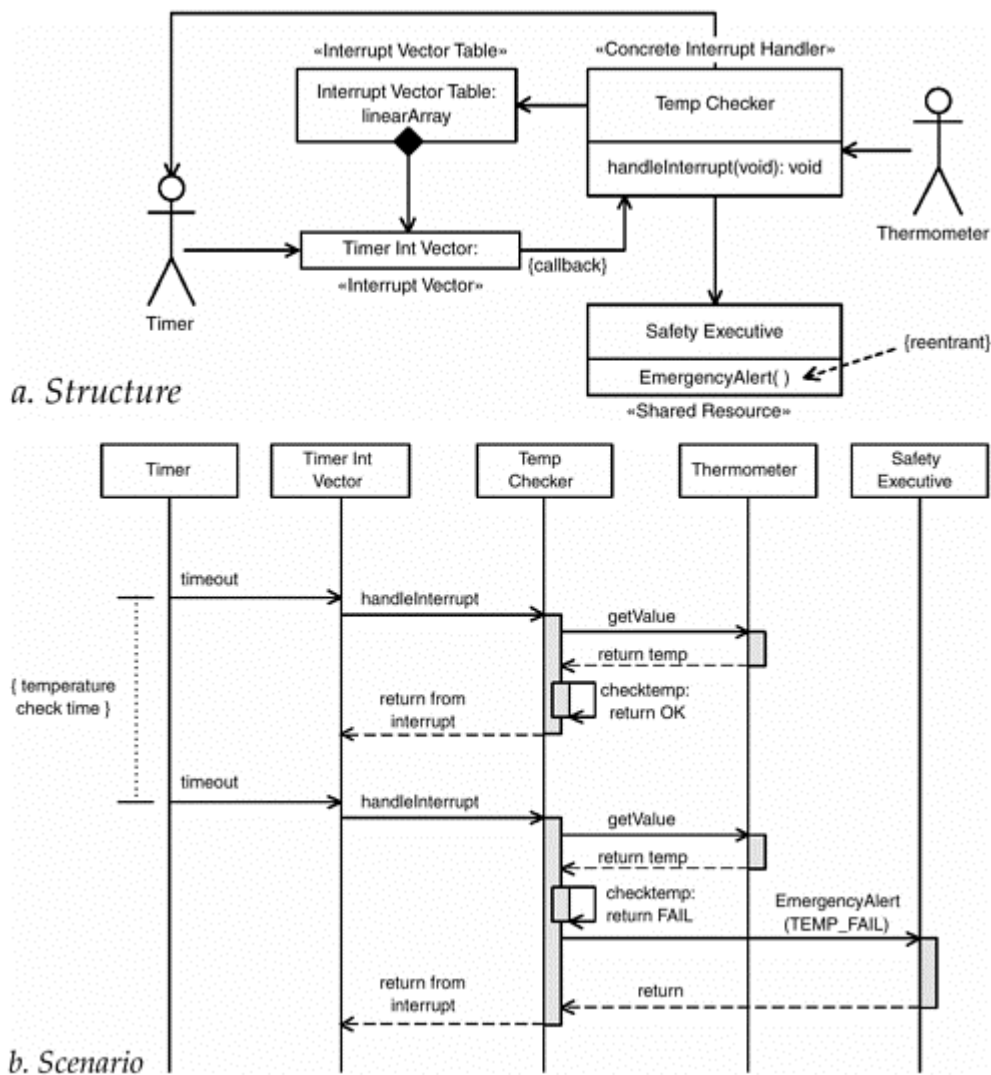 «Interrupt Vector Table»
«Concrete Interrupt Handler»
Interrupt Vector Table:
linearArray
Temp Checker
handleInterrupt(void): void
Thermometer
Timer Int Vector:
{callback}
«Interrupt Vector»
Timer
Safety Executive
{reentrant}
EmergencyAlert( )
«Shared Resource»
a. Structure
Timer
Timer Int
Vector
Temp
Checker
Thermometer
Safety
Executive
timeout
handleInterrupt
getValue
return temp
{ temperature
check time }
checktemp:
return OK
return from
interrupt
timeout
handleInterrupt
getValue
return temp
checktemp:
return FAIL
EmergencyAlert
(TEMP_FAIL)
return from
interrupt
return
b. Scenario